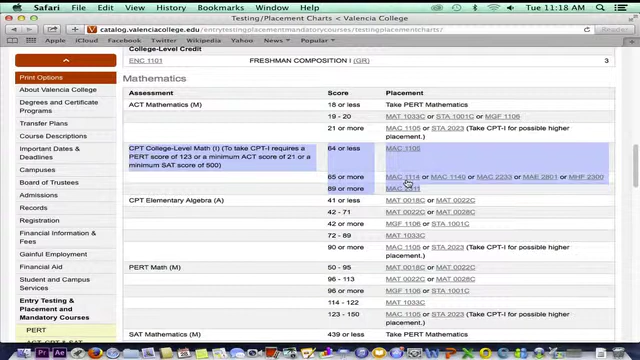 Safari File Edit View History Bookmarks Window Help
Tue 11:18 AM
Testing/Placement Charts < Valencia College
catalog.valenciacollege.edu/entrytestingplacementmandatorycourses/testingplacementcharts/
Reader
Apple iCloud Facebook Twitter Wikipedia Yahoo! News Popular
College-Level Credit
ENC 1101 FRESHMAN COMPOSITION I (GR) 3
Print Options
About Valencia College
Degrees and Certificate
Programs
Transfer Plans
Course Descriptions
Important Dates &
Deadlines
Board of Trustees
Admissions
Records
Registration
Graduation
Gainful Employment
Financial Aid
Student and Campus
Services
Entry Testing &
Placement and
Mandatory Courses
PERT
ACT-CPT-I & SAT
Mathematics
Assessment Score Placement
ACT Mathematics (M) 18 or less Take PERT Mathematics
19 - 20 MAT 1033C or STA 1001C or MGF 1106
21 or more MAC 1105 or STA 2023 (Take CPT-I for possible higher
placement.)
CPT College-Level Math (I) (To take CPT-I requires a 64 or less MAC 1105
PERT score of 123 or a minimum ACT score of 21 or a
minimum SAT score of 500)
65 or more MAC 1114 or MAC 1140 or MAC 2233 or MAE 2801 or MHF 2300
89 or more MAC 2311
CPT Elementary Algebra (A) 41 or less MAT 0018C or MAT 0022C
42 - 71 MAT 0022C or MAT 0028C
42 or more MGF 1106 or STA 1001C
72 - 89 MAT 1033C
90 or more MAC 1105 or STA 2023 (Take CPT-I for possible higher
placement.)
PERT Math (M) 50 - 95 MAT 0018C or MAT 0022C
96 - 113 MAT 0022C or MAT 0028C
96 or more MGF 1106 or STA 1001C
114 - 122 MAT 1033C
123 - 150 MAC 1105 or STA 2023 (Take CPT-I for possible higher
placement.)
SAT Mathematics (M) 439 or less Take PERT Mathematics